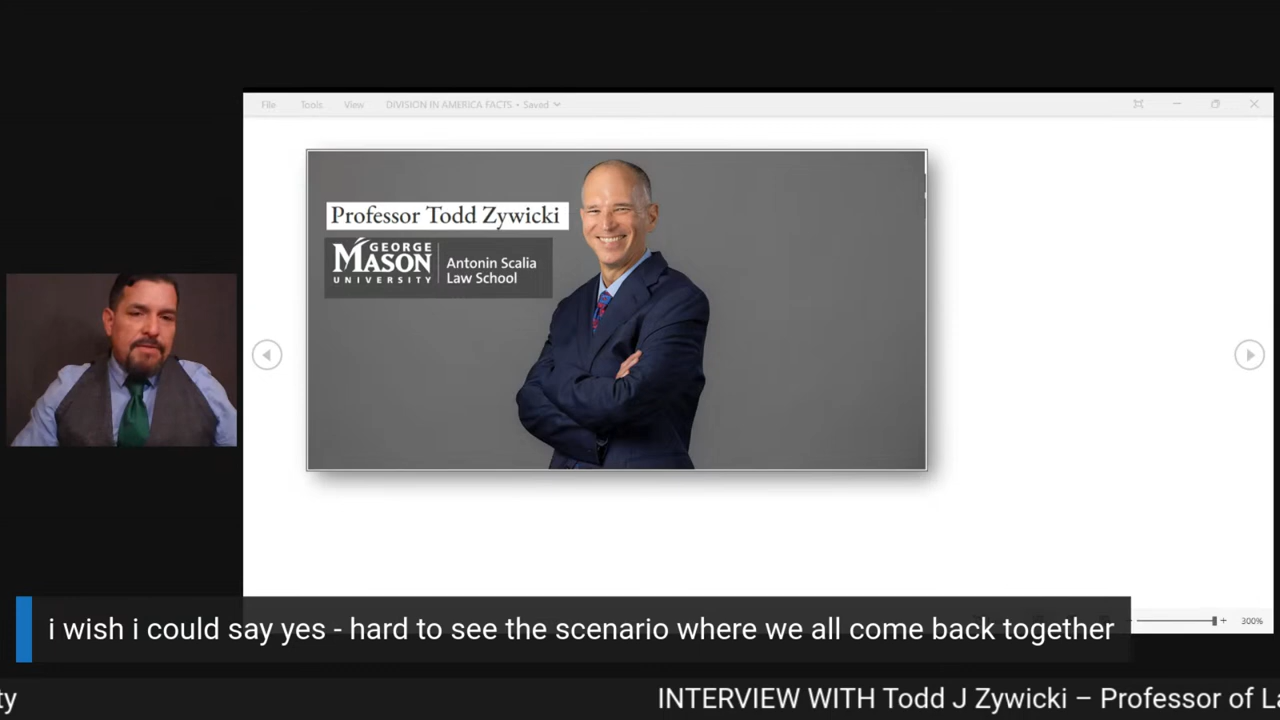 File Tools View DIVISION IN AMERICA FACTS • Saved
Professor Todd Zywicki
GEORGE
MASON
UNIVERSITY
Antonin Scalia
Law School
i wish i could say yes - hard to see the scenario where we all come back together
300%
ty INTERVIEW WITH Todd J Zywicki – Professor of La